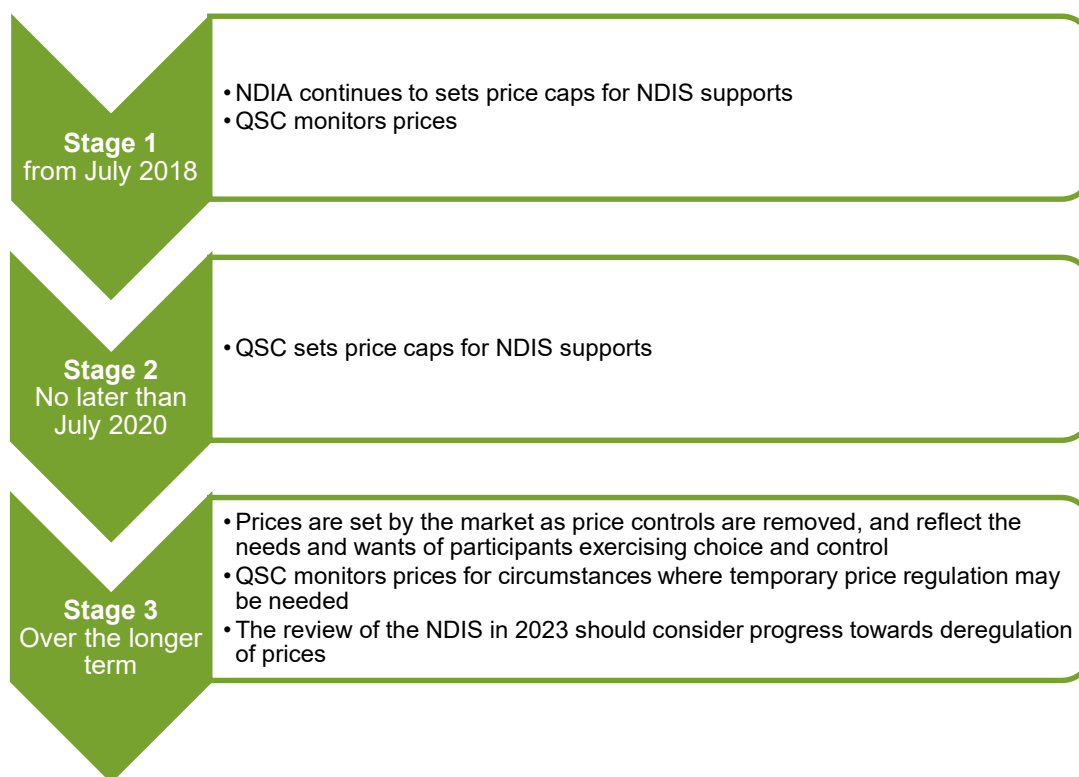 Stage 1
from July 2018
• NDIA continues to sets price caps for NDIS supports
• QSC monitors prices
Stage 2
No later than
July 2020
• QSC sets price caps for NDIS supports
Stage 3
Over the longer
term
• Prices are set by the market as price controls are removed, and reflect the
needs and wants of participants exercising choice and control
• QSC monitors prices for circumstances where temporary price regulation may
be needed
• The review of the NDIS in 2023 should consider progress towards deregulation
of prices